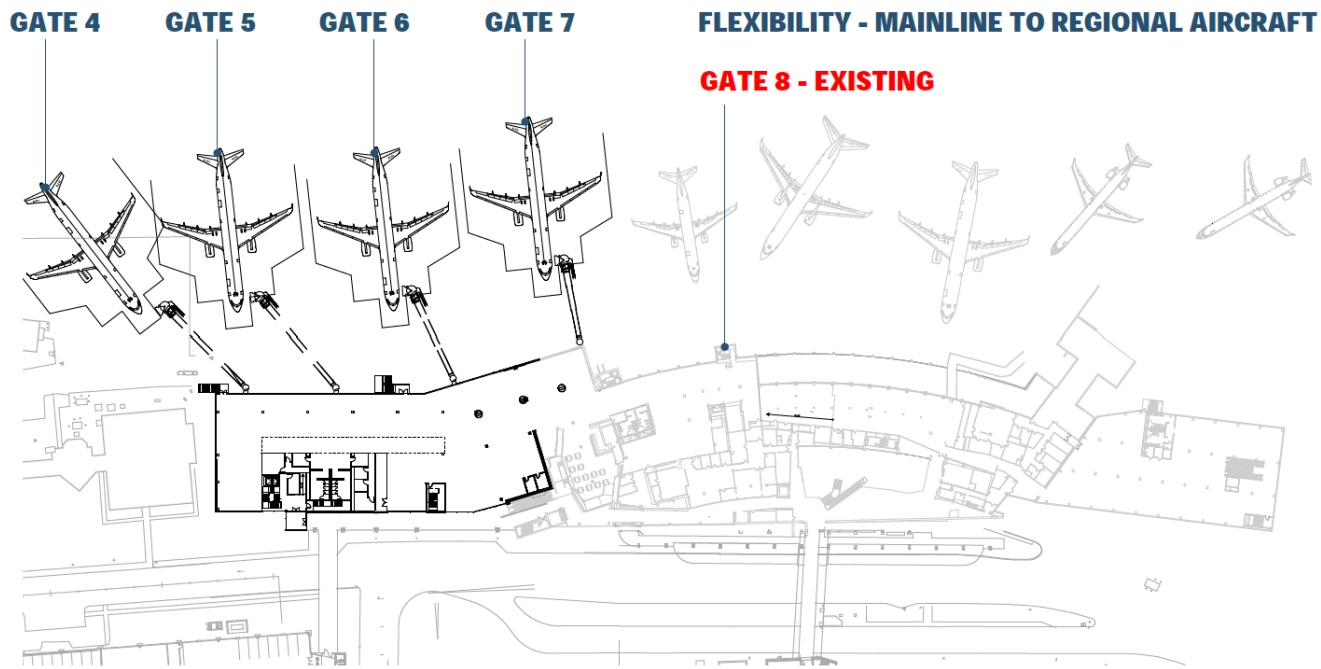 GATE 4
GATE 5
GATE 6
GATE 7
FLEXIBILITY - MAINLINE TO REGIONAL AIRCRAFT
GATE 8 - EXISTING